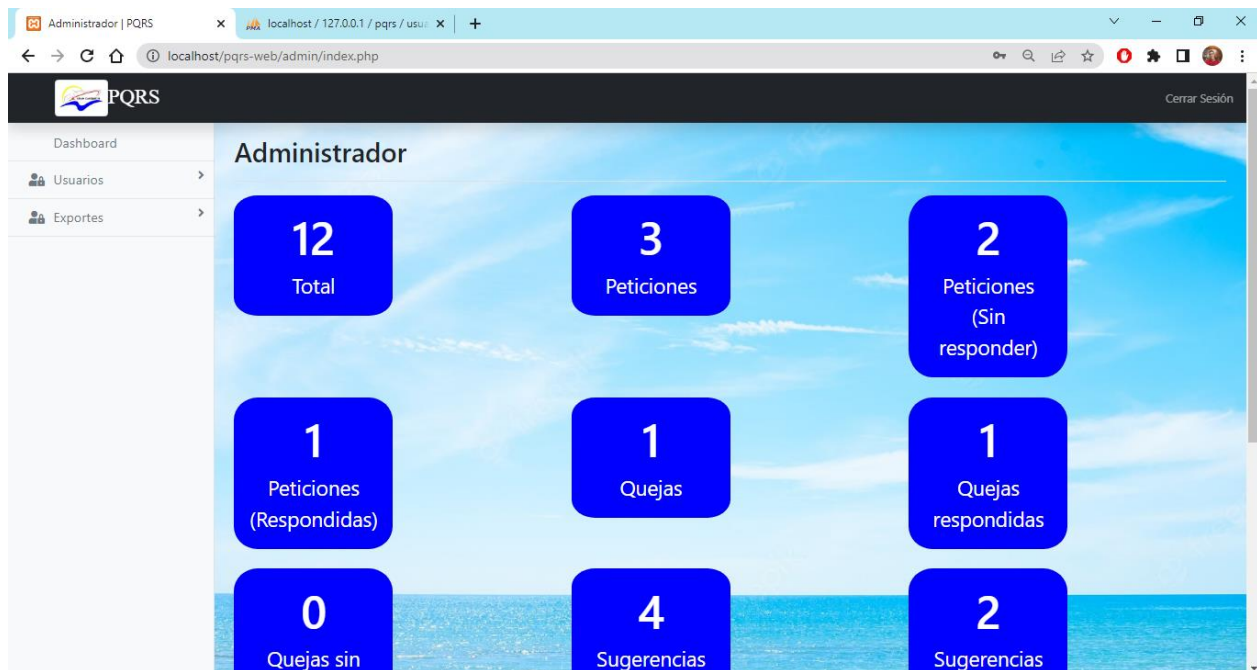 Administrador | PQRS
localhost / 127.0.0.1 / pqrs / usua
localhost/pqrs-web/admin/index.php
PQRS
Cerrar Sesión
Dashboard
Usuarios
Exportes
Administrador
12
Total
3
Peticiones
2
Peticiones
(Sin
responder)
1
Peticiones
(Respondidas)
1
Quejas
1
Quejas
respondidas
0
Quejas sin
4
Sugerencias
2
Sugerencias